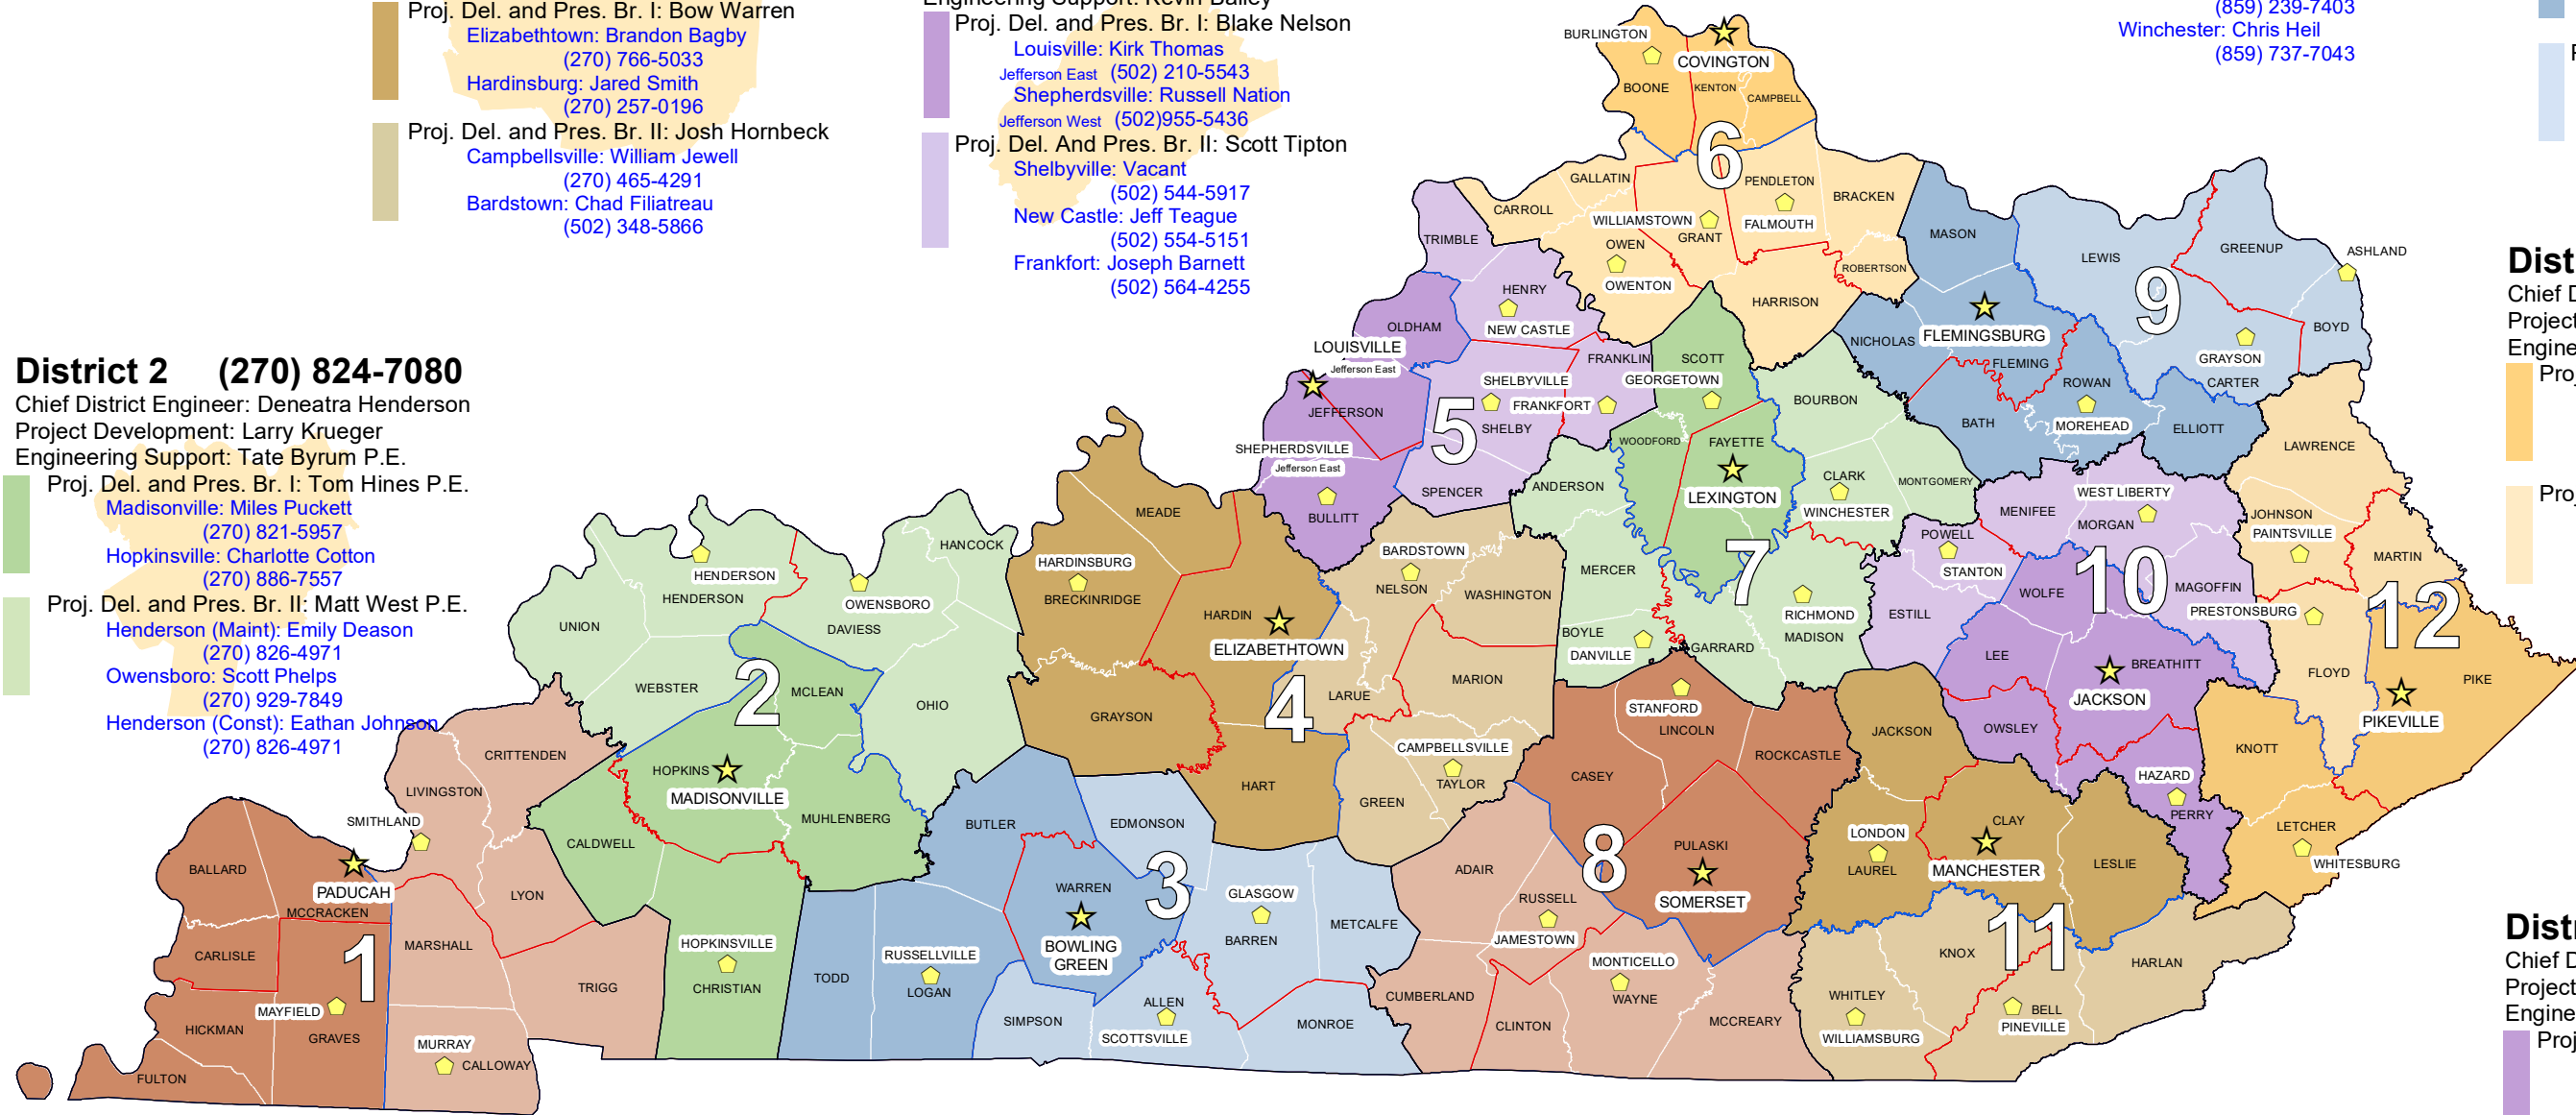 Proj. Del. and Pres. Br. I: Bow Warren
Elizabethtown: Brandon Bagby
(270) 766-5033
Hardinsburg: Jared Smith
(270) 257-0196
Proj. Del. and Pres. Br. II: Josh Hornbeck
Campbellsville: William Jewell
(270) 465-4291
Bardstown: Chad Filiatreau
(502) 348-5866
Engineering Support: Kevin Bailey
Proj. Del. and Pres. Br. I: Blake Nelson
Louisville: Kirk Thomas
Jefferson East (502) 210-5543
Shepherdsville: Russell Nation
Jefferson West (502)955-5436
Proj. Del. And Pres. Br. II: Scott Tipton
Shelbyville: Vacant
(502) 544-5917
New Castle: Jeff Teague
(502) 554-5151
Frankfort: Joseph Barnett
(502) 564-4255
(859) 239-7403
Winchester: Chris Heil
(859) 737-7043
District 2 (270) 824-7080
Chief District Engineer: Deneatra Henderson
Project Development: Larry Krueger
Engineering Support: Tate Byrum P.E.
Proj. Del. and Pres. Br. I: Tom Hines P.E.
Madisonville: Miles Puckett
(270) 821-5957
Hopkinsville: Charlotte Cotton
(270) 886-7557
Proj. Del. and Pres. Br. II: Matt West P.E.
Henderson (Maint): Emily Deason
(270) 826-4971
Owensboro: Scott Phelps
(270) 929-7849
Henderson (Const): Eathan Johnson
(270) 826-4971
BURLINGTON
COVINGTON
BOONE
KENTON
CAMPBELL
6
GALLATIN
PENDLETON
BRACKEN
CARROLL
WILLIAMSTOWN
FALMOUTH
GRANT
OWEN
OWENTON
ROBERTSON
HARRISON
TRIMBLE
HENRY
NEW CASTLE
OLDHAM
LOUISVILLE
Jefferson East
JEFFERSON
FRANKLIN
SHELBYVILLE
FRANKFORT
5
SHELBY
SHEPHERDSVILLE
Jefferson East
SPENCER
BULLITT
MASON
LEWIS
GREENUP
ASHLAND
9
FLEMINGSBURG
NICHOLAS
FLEMING
BOYD
GRAYSON
CARTER
ROWAN
MOREHEAD
BATH
ELLIOTT
SCOTT
GEORGETOWN
BOURBON
WOODFORD
FAYETTE
LEXINGTON
CLARK
WINCHESTER
MONTGOMERY
ANDERSON
MERCER
7
RICHMOND
MADISON
BOYLE
DANVILLE
GARRARD
LAWRENCE
WEST LIBERTY
MENIFEE
MORGAN
JOHNSON
PAINTSVILLE
POWELL
STANTON
10
MARTIN
WOLFE
MAGOFFIN
PRESTONSBURG
12
ESTILL
LEE
BREATHITT
JACKSON
FLOYD
PIKE
PIKEVILLE
OWSLEY
KNOTT
HAZARD
PERRY
LETCHER
WHITESBURG
HANCOCK
HENDERSON
HENDERSON
OWENSBORO
DAVIESS
UNION
WEBSTER
2
MCLEAN
OHIO
HOPKINS
MADISONVILLE
MUHLENBERG
CALDWELL
HOPKINSVILLE
CHRISTIAN
MEADE
HARDINSBURG
BRECKINRIDGE
HARDIN
ELIZABETHTOWN
BARDSTOWN
NELSON
WASHINGTON
LARUE
MARION
GRAYSON
4
CAMPBELLSVILLE
TAYLOR
HART
GREEN
CRITTENDEN
LIVINGSTON
SMITHLAND
BALLARD
PADUCAH
MCCRACKEN
LYON
CARLISLE
1
MARSHALL
MAYFIELD
TRIGG
HICKMAN
GRAVES
MURRAY
CALLOWAY
FULTON
BUTLER
EDMONSON
WARREN
3
GLASGOW
BOWLING
GREEN
BARREN
METCALFE
TODD
RUSSELLVILLE
LOGAN
SIMPSON
ALLEN
SCOTTSVILLE
MONROE
STANFORD
LINCOLN
CASEY
ROCKCASTLE
8
PULASKI
SOMERSET
ADAIR
RUSSELL
JAMESTOWN
MONTICELLO
WAYNE
CUMBERLAND
CLINTON
MCCREARY
JACKSON
LONDON
LAUREL
CLAY
MANCHESTER
LESLIE
11
KNOX
HARLAN
WHITLEY
WILLIAMSBURG
BELL
PINEVILLE
Dist
Chief D
Project
Engine
Pro
Pro
Distr
Chief D
Project
Engine
Proj